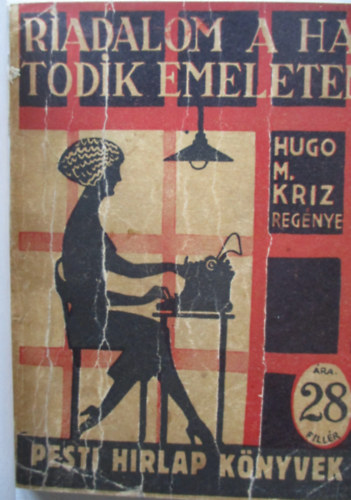 RIADALOM A HA
TODIK EMELETEN
HUGO
M.
KRIZ
REGÉNYE
ÁRA:
28
FILLÉR
PESTI HIRLAP KÖNYVEK